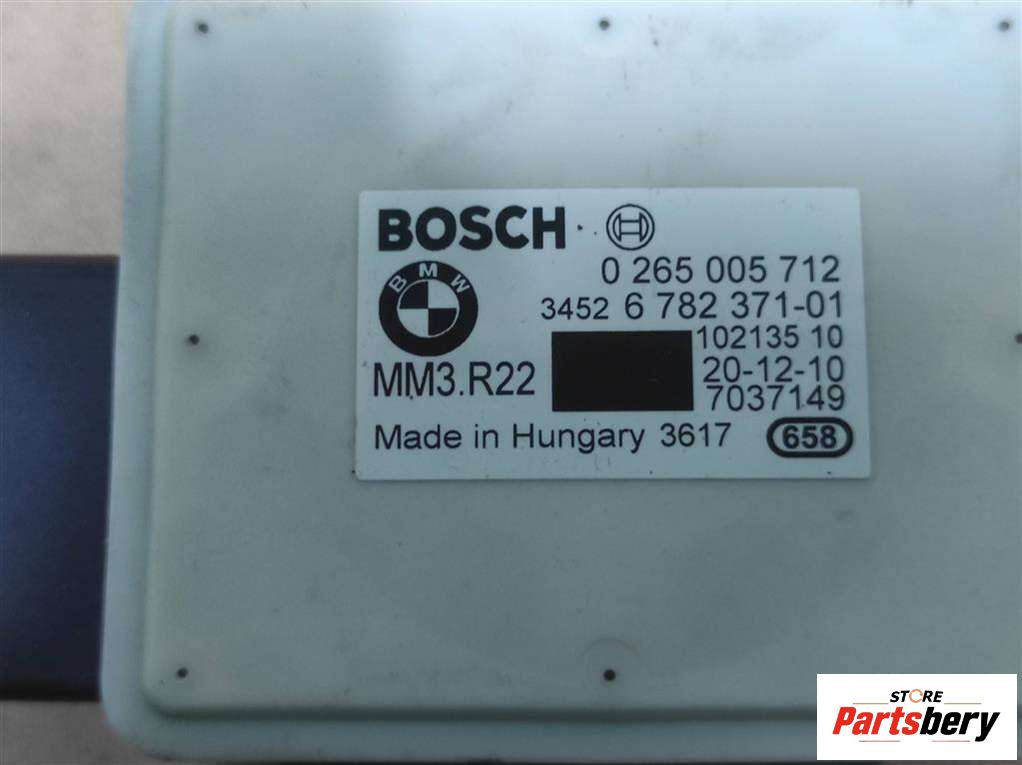 BOSCH
0 265 005 712
BMW
3452 6 782 371-01
102135 10
MM3.R22
20-12-10
7037149
Made in Hungary 3617
658
STORE
Partsbery